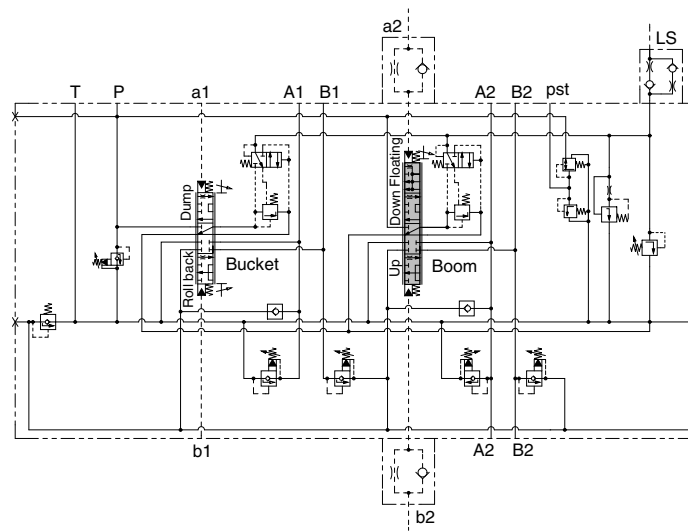 a2
LS
T P a1 A1 B1 A2 B2 pst
Dump
Down Floating
Bucket
Boom
Roll back
Up
b1 A2 B2
b2